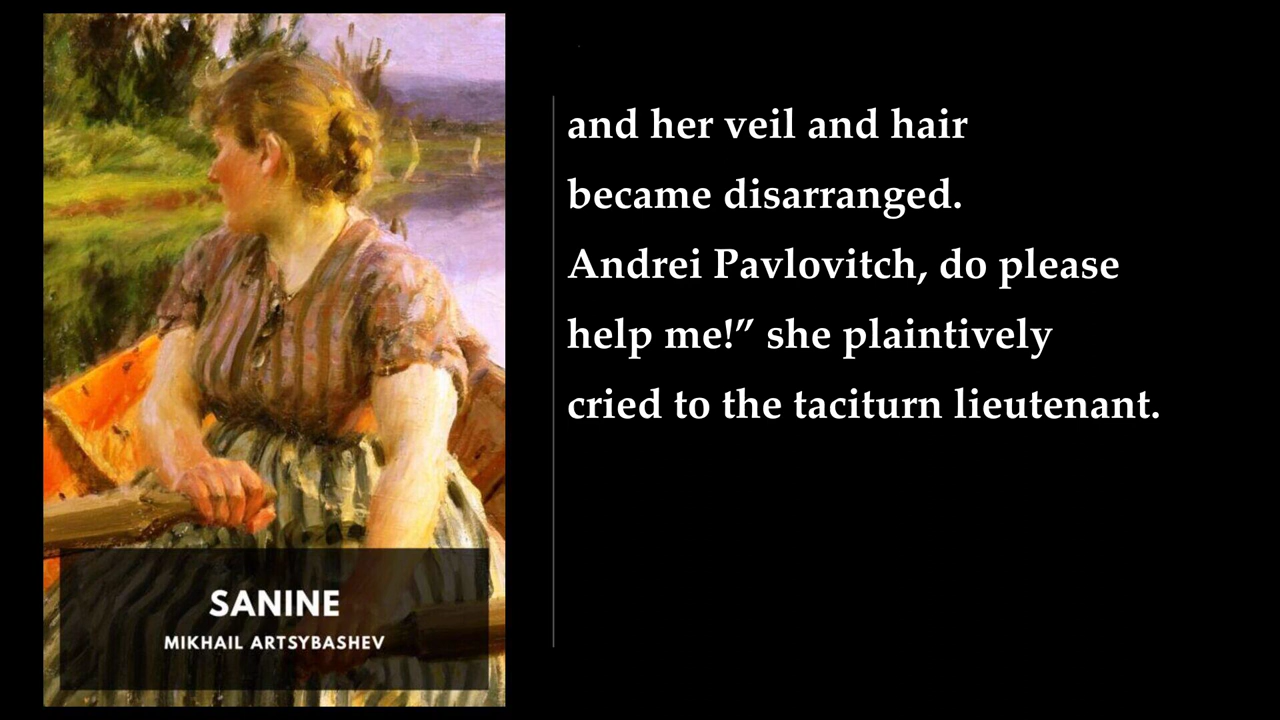 and her veil and hair
became disarranged.
Andrei Pavlovitch, do please
help me!” she plaintively
cried to the taciturn lieutenant.
SANINE
MIKHAIL ARTSYBASHEV